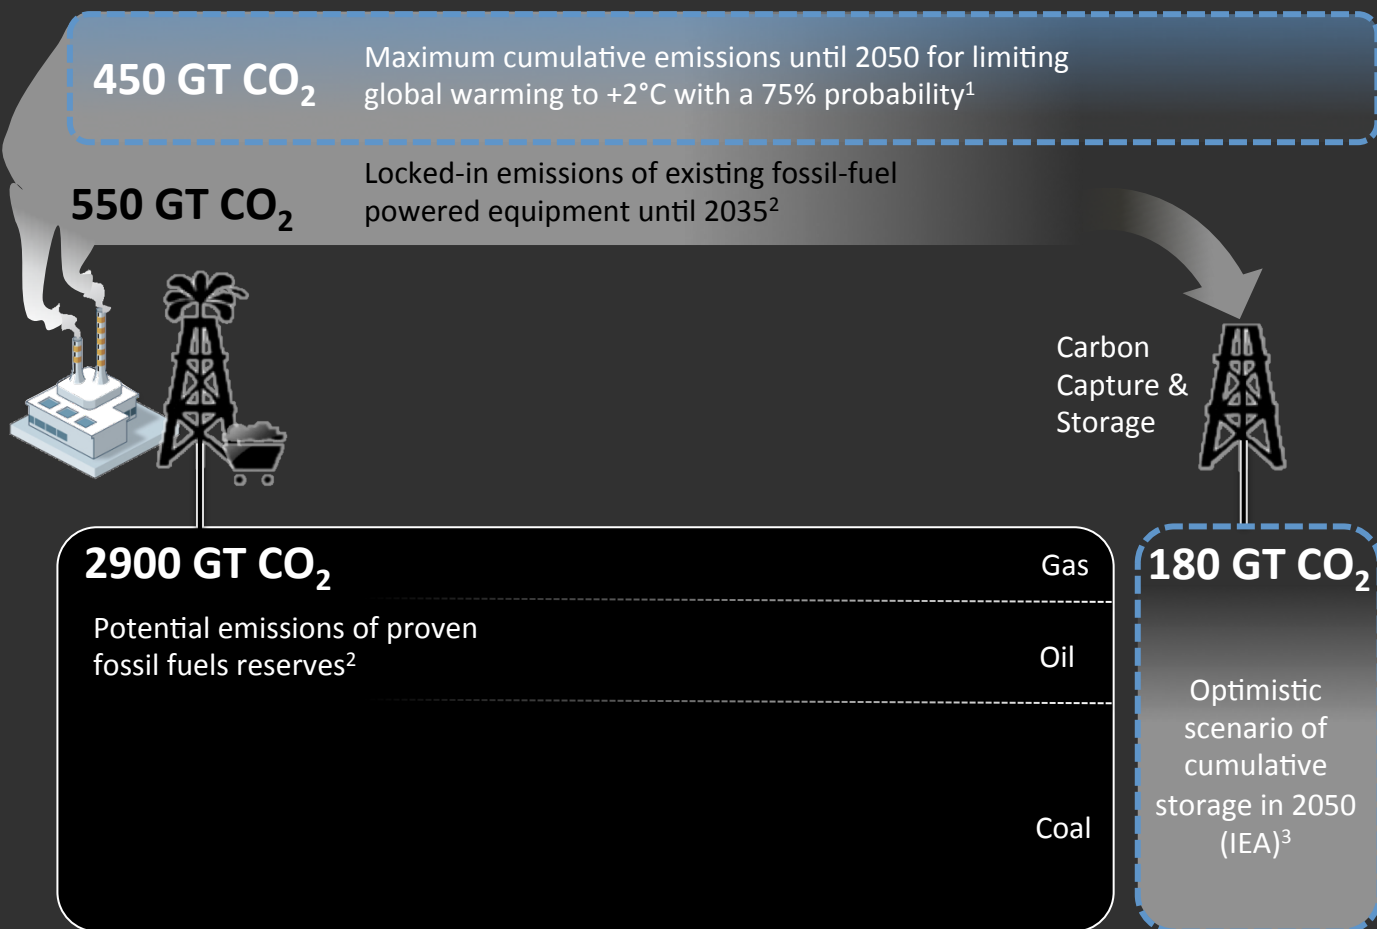 450 GT CO₂
Maximum cumulative emissions until 2050 for limiting
global warming to +2°C with a 75% probability¹
550 GT CO₂
Locked-in emissions of existing fossil-fuel
powered equipment until 2035²
Carbon
Capture &
Storage
2900 GT CO₂
Potential emissions of proven
fossil fuels reserves²
Gas
Oil
Coal
180 GT CO₂
Optimistic
scenario of
cumulative
storage in 2050
(IEA)³